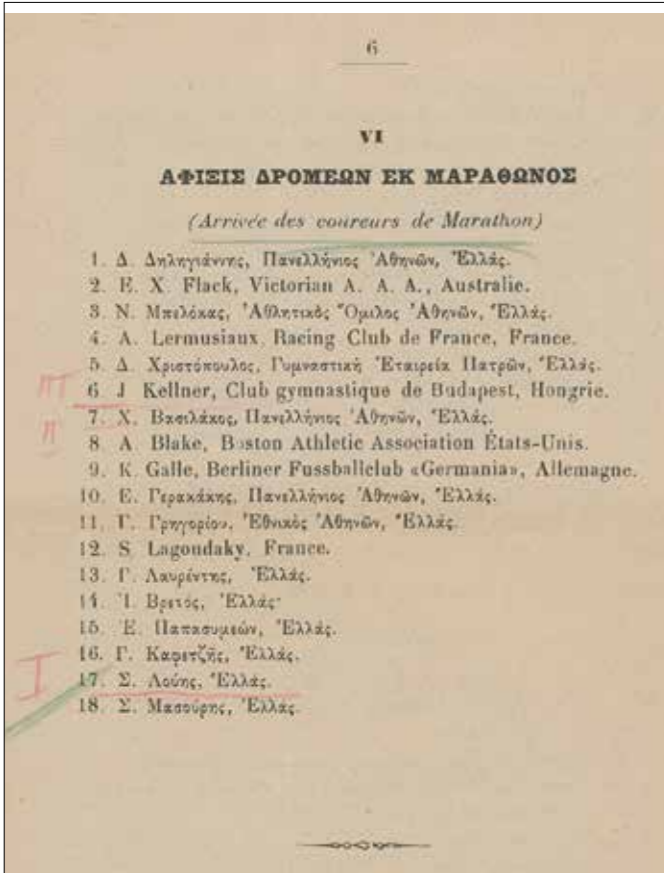 6
VI
ΑΦΙΞΙΣ ΔΡΟΜΕΩΝ ΕΚ ΜΑΡΑΘΩΝΟΣ
(Arrivée des coureurs de Marathon)
1. Δ. Δηληγιάννης, Πανελλήνιος Ἀθηνῶν, Ἑλλάς.
2. E. X. Flack, Victorian A. A. A., Australie.
3. Ν. Μπελόκας, Ἀθλητικὸς Ὅμιλος Ἀθηνῶν, Ἑλλάς.
4. A. Lermusiaux, Racing Club de France, France.
5. Δ. Χριστόπουλος, Γυμναστικὴ Ἑταιρεία Πατρῶν, Ἑλλάς.
III 6. J Kellner, Club gymnastique de Budapest, Hongrie.
II 7. Χ. Βασιλάκος, Πανελλήνιος Ἀθηνῶν, Ἑλλάς.
8. A Blake, Boston Athletic Association États-Unis.
9. K. Galle, Berliner Fussballclub «Germania», Allemagne.
10. Ε. Γερακάκης, Πανελλήνιος Ἀθηνῶν, Ἑλλάς.
11. Γ. Γρηγορίου, Ἐθνικὸς Ἀθηνῶν, Ἑλλάς.
12. S. Lagoudaky, France.
13. Γ. Λαυρέντης, Ἑλλάς.
14. Ἰ. Βρετός, Ἑλλάς·
15. Ἐ. Παπασυμεών, Ἑλλάς.
16. Γ. Καφετζῆς, Ἑλλάς.
I 17. Σ. Λούης, Ἑλλάς.
18. Σ. Μασούρης, Ἑλλάς.